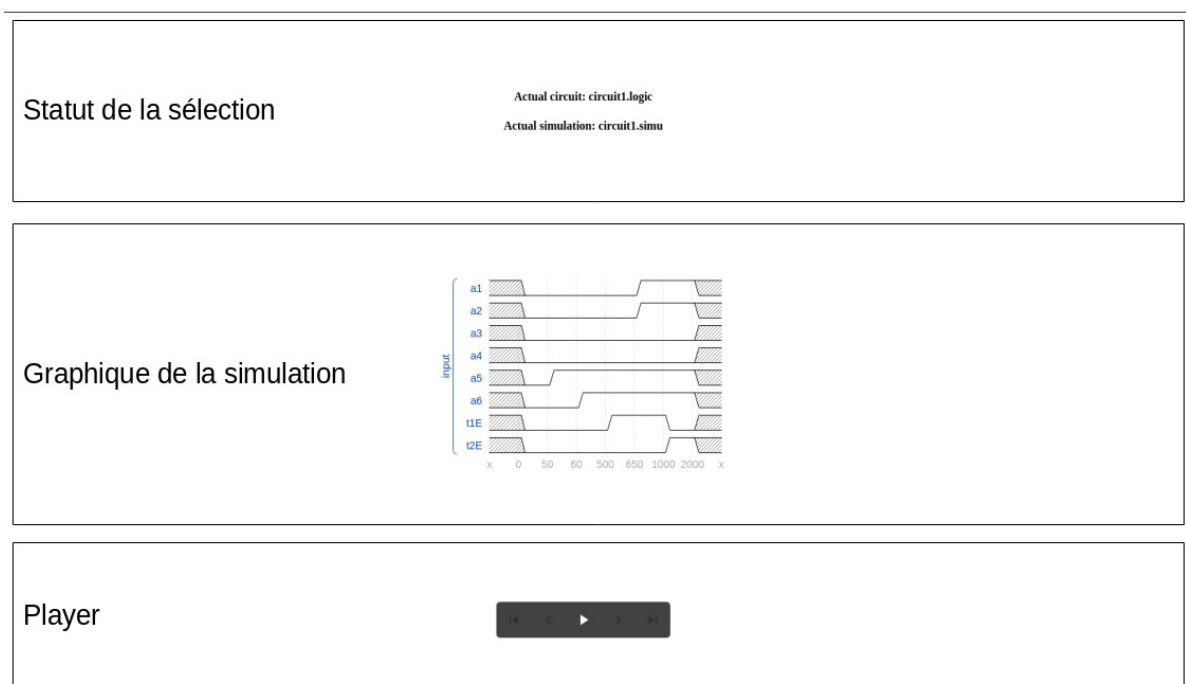 Statut de la sélection
Actual circuit: circuit1.logic
Actual simulation: circuit1.simu
Graphique de la simulation
input
a1
a2
a3
a4
a5
a6
t1E
t2E
x 0 50 60 500 650 1000 2000 x
Player